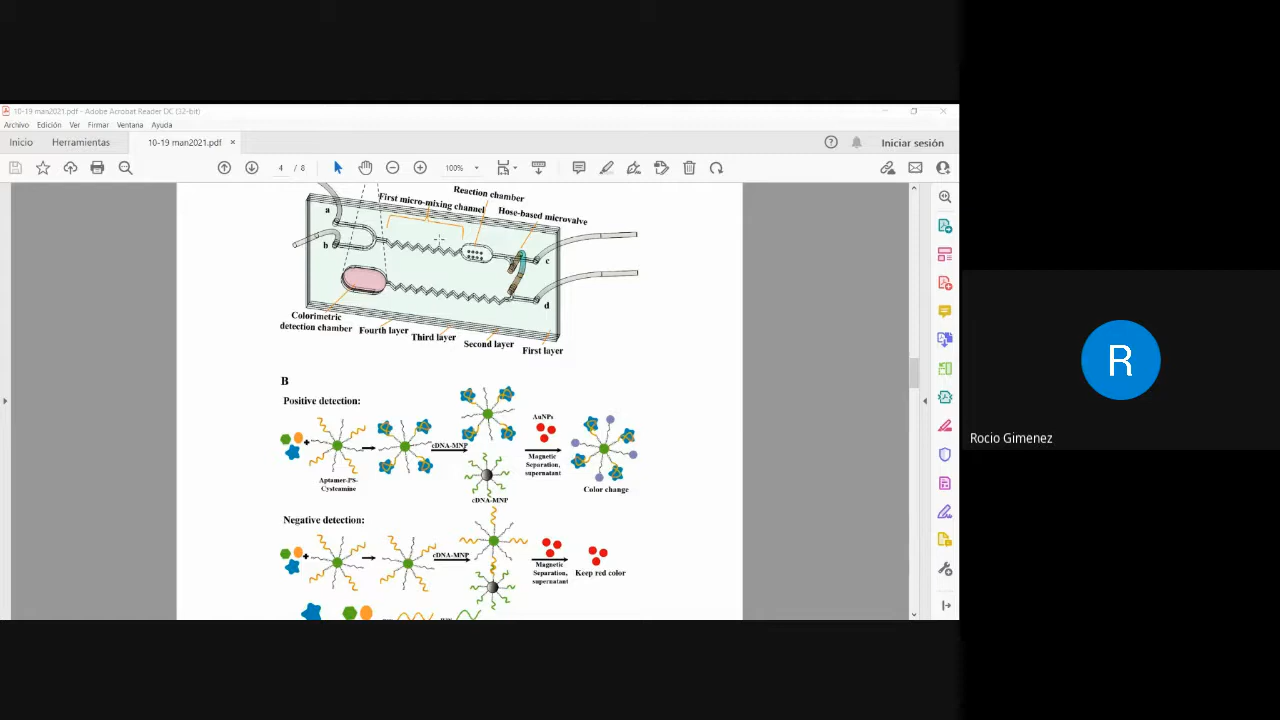 10-19 man2021.pdf - Adobe Acrobat Reader DC (32-bit)
Archivo Edición Ver Firmar Ventana Ayuda
Inicio Herramientas 10-19 man2021.pdf × Iniciar sesión
4 / 8 100%
Reaction chamber
First micro-mixing channel
Hose-based microvalve
a
b
c
d
Colorimetric
detection chamber
Fourth layer
Third layer
Second layer
First layer
B
Positive detection:
Aptamer-PS-
Cysteamine
cDNA-MNP
cDNA-MNP
AuNPs
Magnetic
Separation,
supernatant
Color change
Negative detection:
cDNA-MNP
Magnetic
Separation,
supernatant
Keep red color
R
Rocio Gimenez